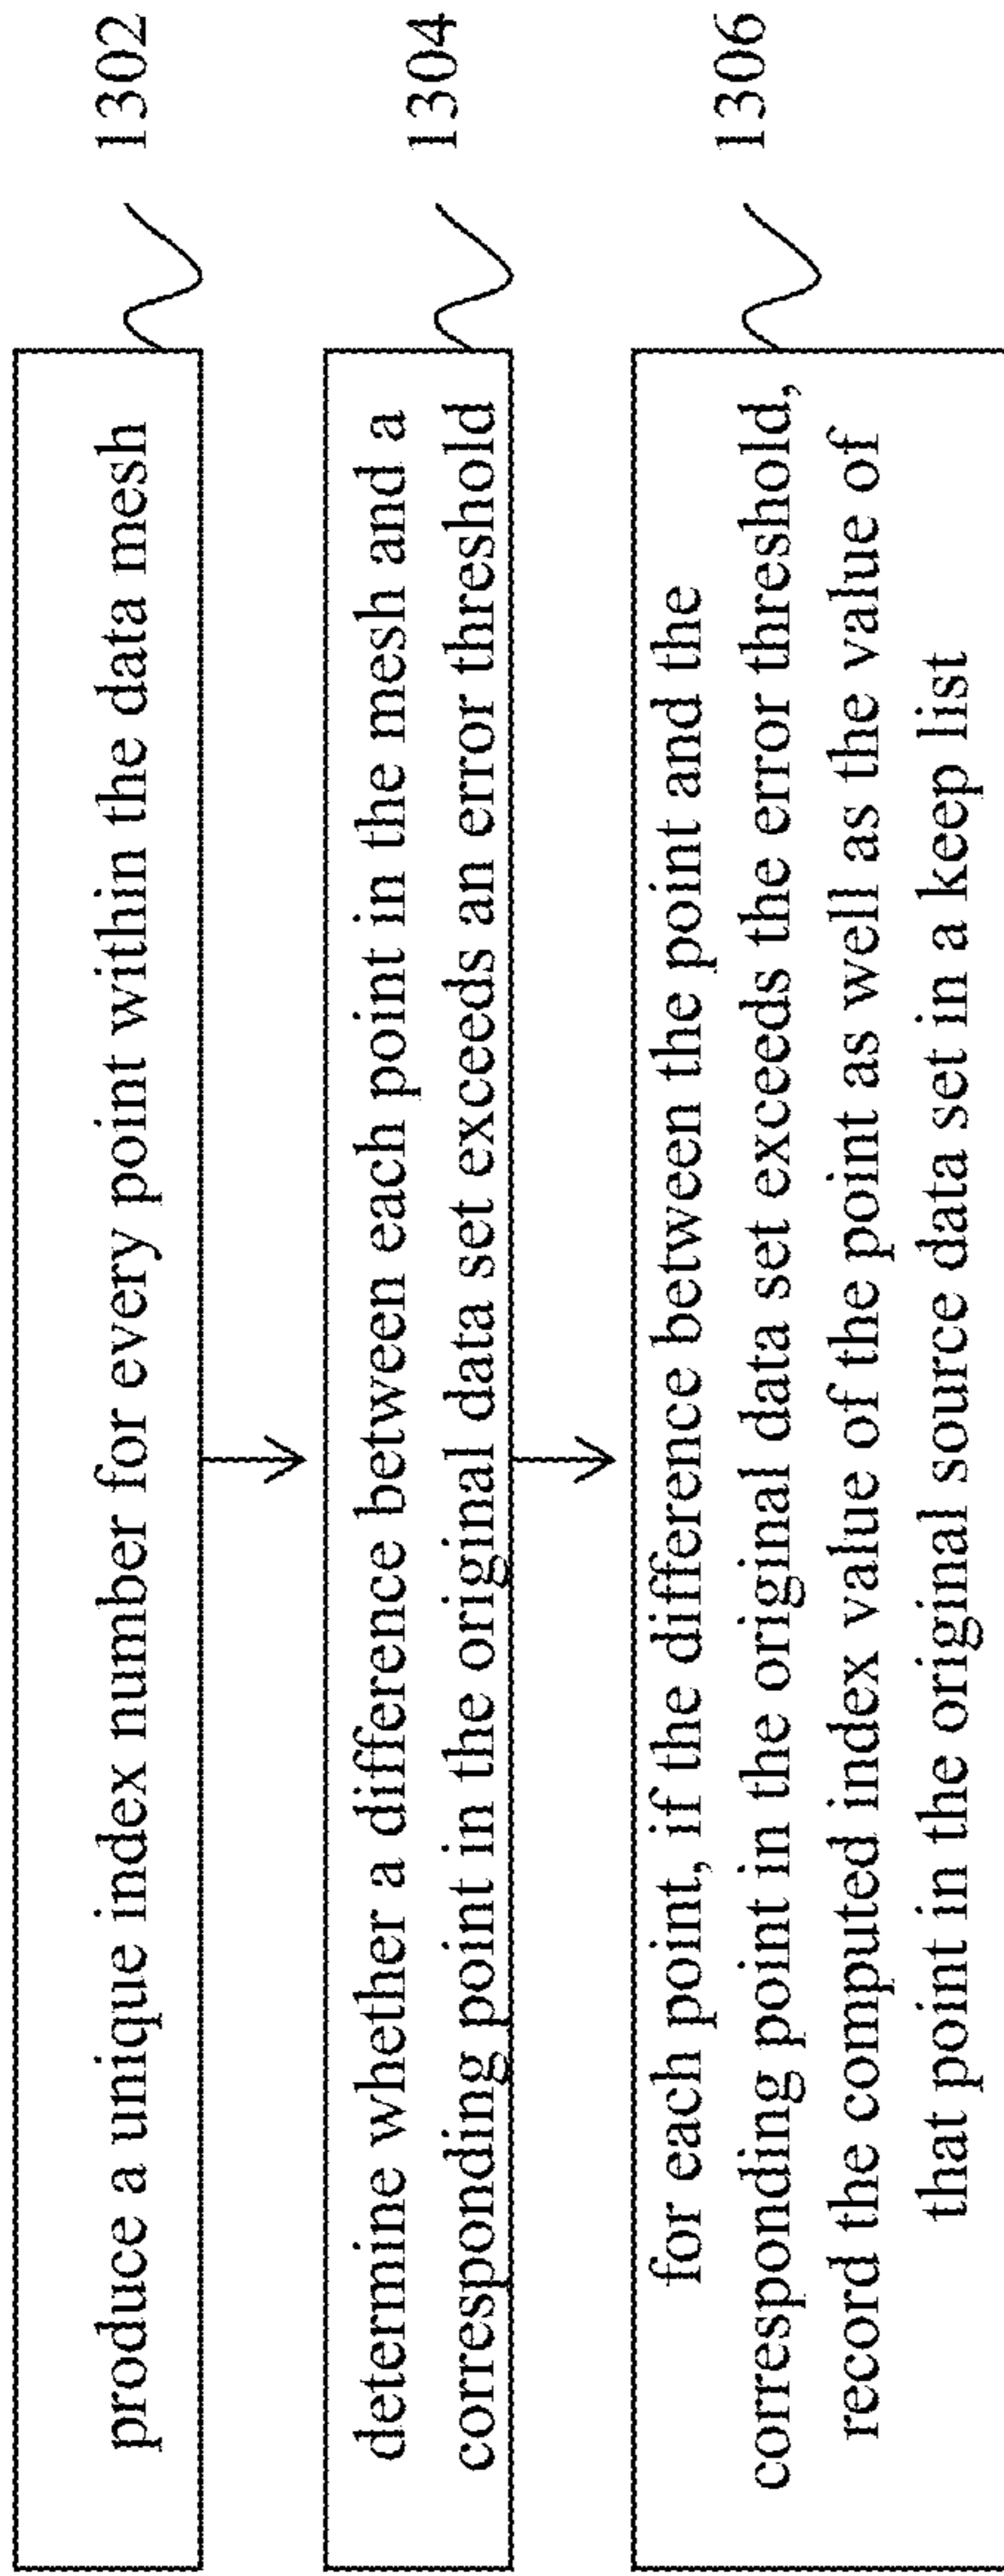 produce a unique index number for every point within the data mesh
1302
determine whether a difference between each point in the mesh and a
corresponding point in the original data set exceeds an error threshold
1304
for each point, if the difference between the point and the
corresponding point in the original data set exceeds the error threshold,
record the computed index value of the point as well as the value of
that point in the original source data set in a keep list
1306